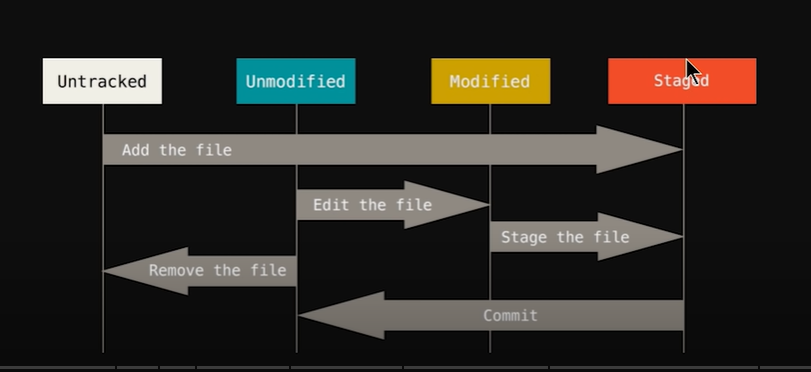 Untracked
Unmodified
Modified
Staged
Add the file
Edit the file
Stage the file
Remove the file
Commit